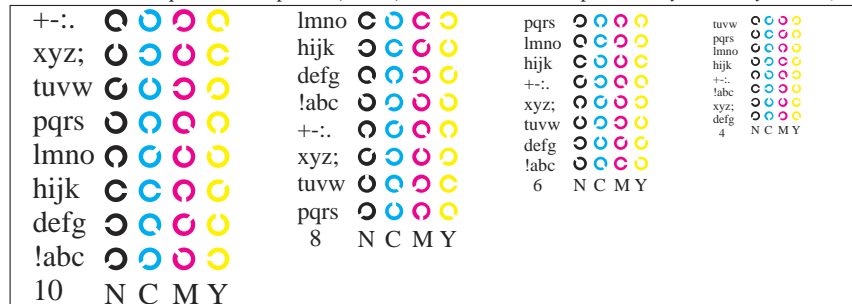 +-:.
xyz;
tuvw
pqrs
lmno
hijk
defg
!abc
10 N C M Y
lmno
hijk
defg
!abc
+-:.
xyz;
tuvw
pqrs
8 N C M Y
pqrs
lmno
hijk
+-:.
xyz;
tuvw
defg
!abc
6 N C M Y
tuvw
pqrs
lmno
hijk
+-:.
!abc
xyz;
defg
4 N C M Y